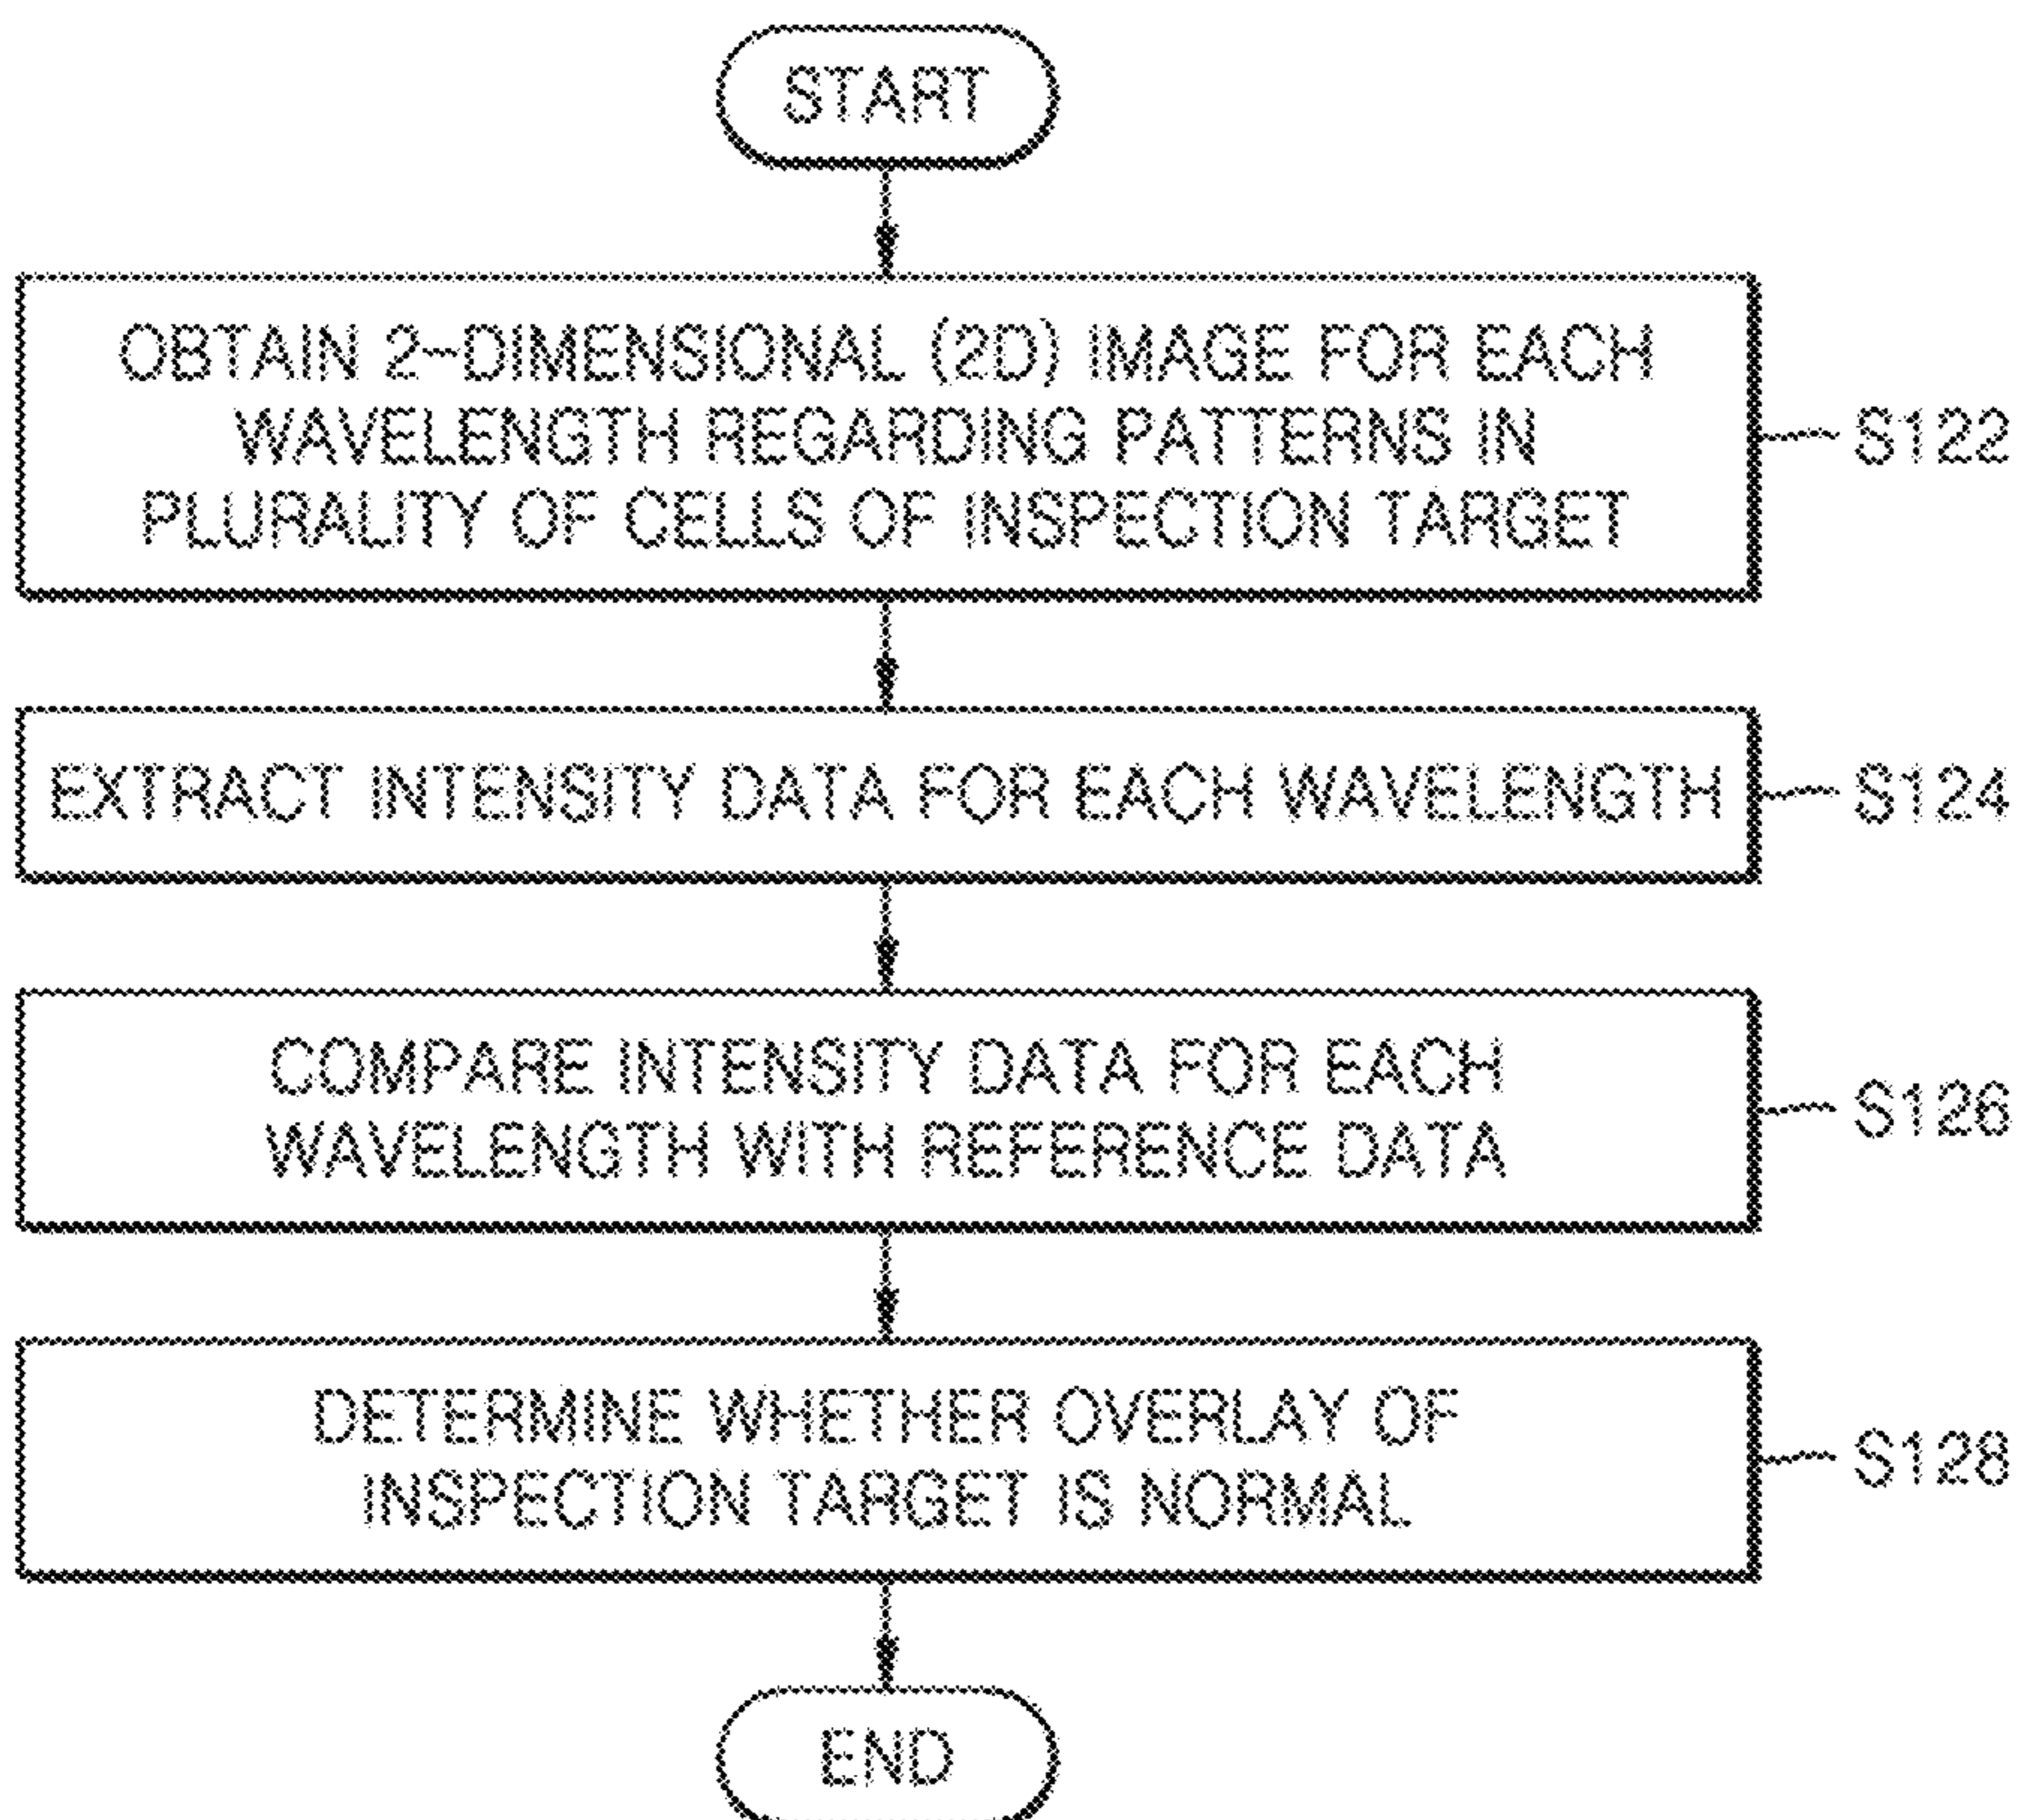 START
OBTAIN 2-DIMENSIONAL (2D) IMAGE FOR EACH
WAVELENGTH REGARDING PATTERNS IN
PLURALITY OF CELLS OF INSPECTION TARGET
S122
EXTRACT INTENSITY DATA FOR EACH WAVELENGTH
S124
COMPARE INTENSITY DATA FOR EACH
WAVELENGTH WITH REFERENCE DATA
S126
DETERMINE WHETHER OVERLAY OF
INSPECTION TARGET IS NORMAL
S128
END